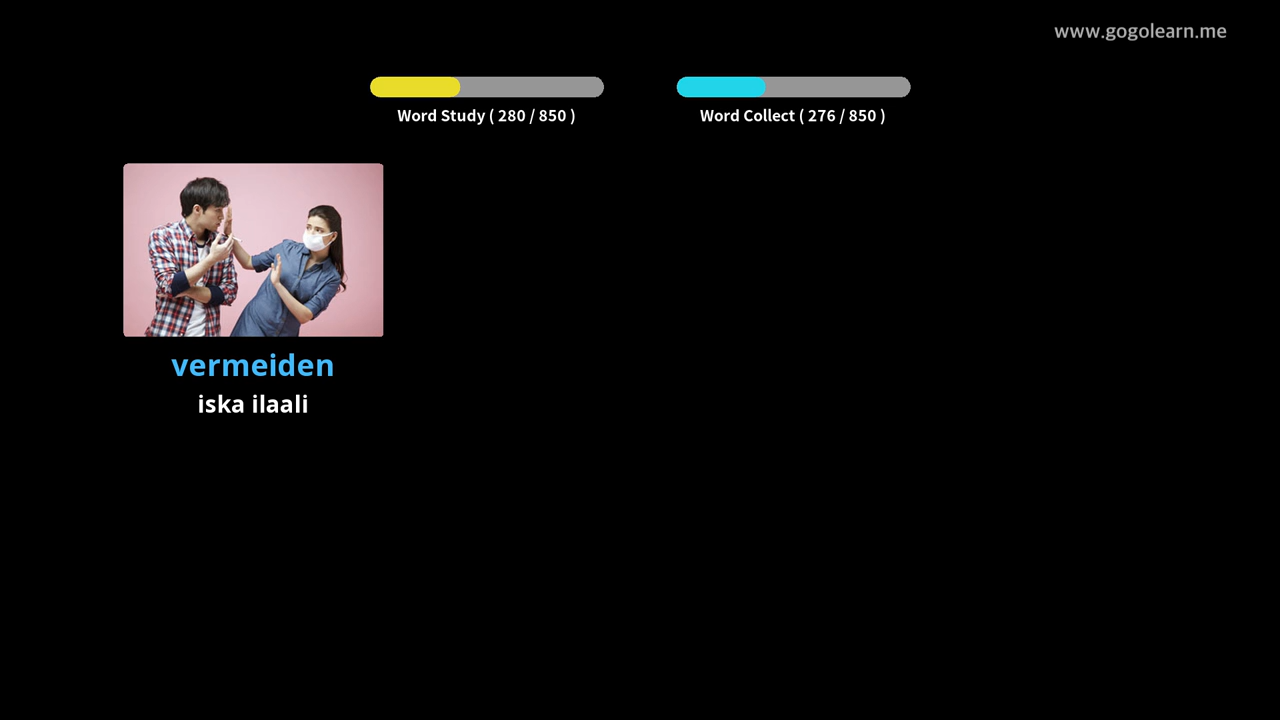 www.gogolearn.me
Word Study ( 280 / 850 )
Word Collect ( 276 / 850 )
vermeiden
iska ilaali